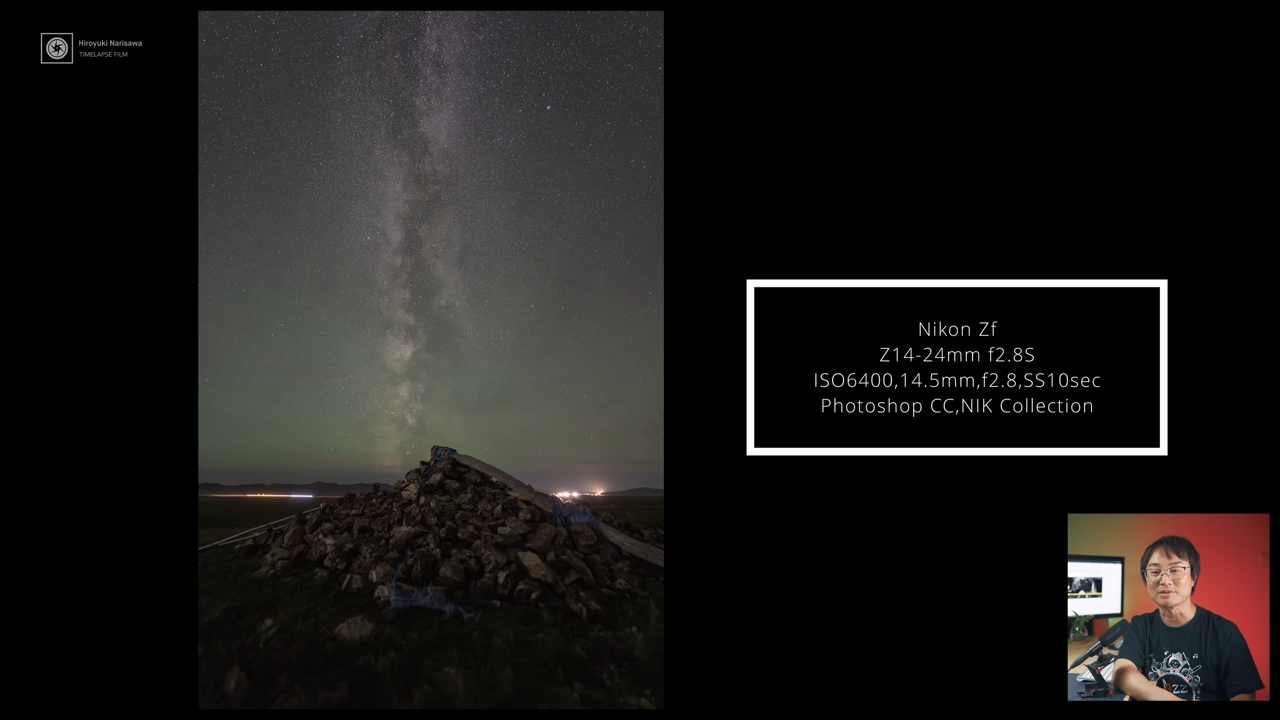 Hiroyuki Narisawa
TIMELAPSE FILM
Nikon Zf
Z14-24mm f2.8S
ISO6400,14.5mm,f2.8,SS10sec
Photoshop CC,NIK Collection